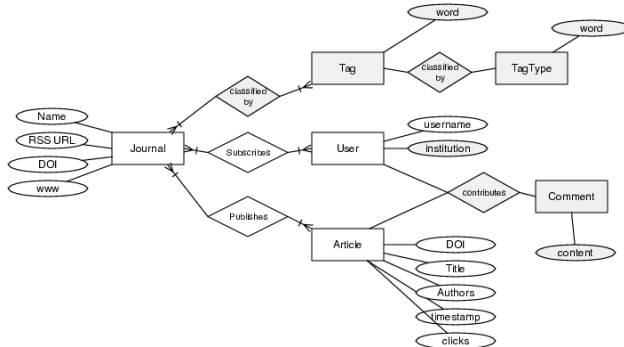 word
word
Tag
classified
by
TagType
classified
by
Name
RSS URL
DOI
www
Journal
Subscribes
User
username
institution
contributes
Comment
content
Publishes
Article
DOI
Title
Authors
timestamp
clicks